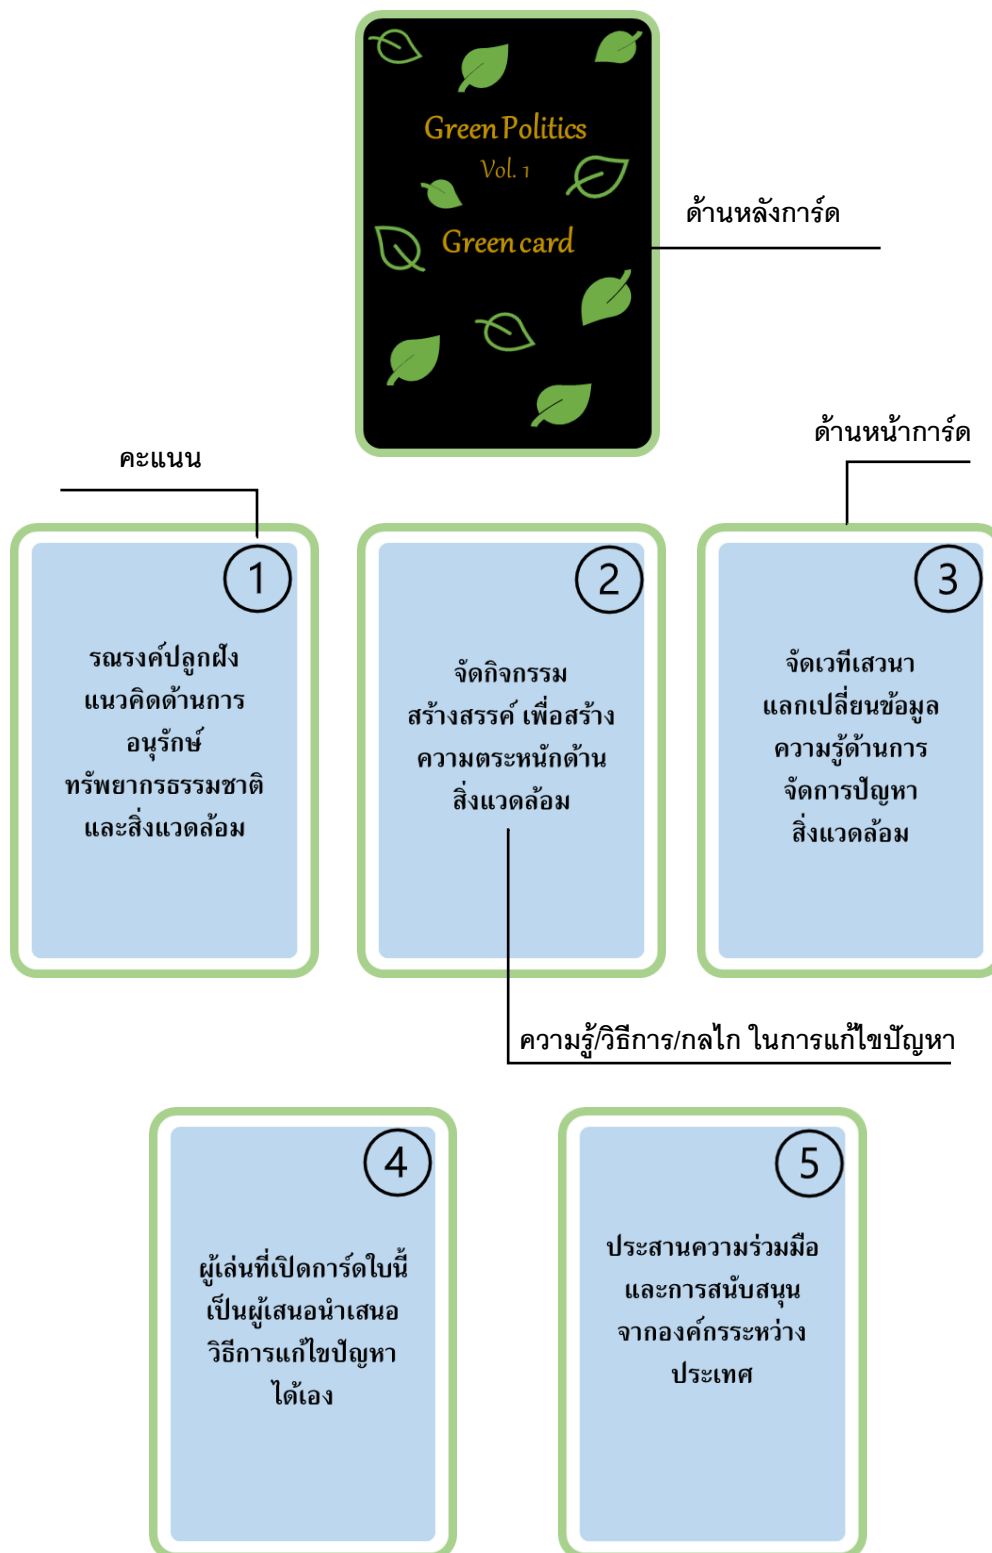 Green Politics
Vol. 1
Green card
ด้านหลังการ์ด
ด้านหน้าการ์ด
คะแนน
1
รณรงค์ปลูกฝัง
แนวคิดด้านการ
อนุรักษ์
ทรัพยากรธรรมชาติ
และสิ่งแวดล้อม
2
จัดกิจกรรม
สร้างสรรค์ เพื่อสร้าง
ความตระหนักด้าน
สิ่งแวดล้อม
3
จัดเวทีเสวนา
แลกเปลี่ยนข้อมูล
ความรู้ด้านการ
จัดการปัญหา
สิ่งแวดล้อม
ความรู้/วิธีการ/กลไก ในการแก้ไขปัญหา
4
ผู้เล่นที่เปิดการ์ดใบนี้
เป็นผู้เสนอนำเสนอ
วิธีการแก้ไขปัญหา
ได้เอง
5
ประสานความร่วมมือ
และการสนับสนุน
จากองค์กรระหว่าง
ประเทศ